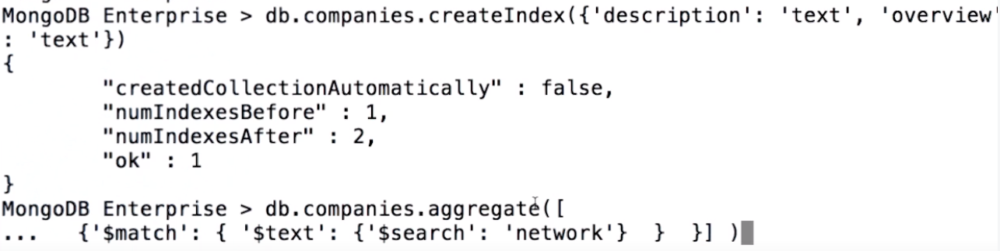 MongoDB Enterprise > db.companies.createIndex({'description': 'text', 'overview'
: 'text'})
{
        "createdCollectionAutomatically" : false,
        "numIndexesBefore" : 1,
        "numIndexesAfter" : 2,
        "ok" : 1
}
MongoDB Enterprise > db.companies.aggregate([
...   {'$match': { '$text': {'$search': 'network'}  }  }] )